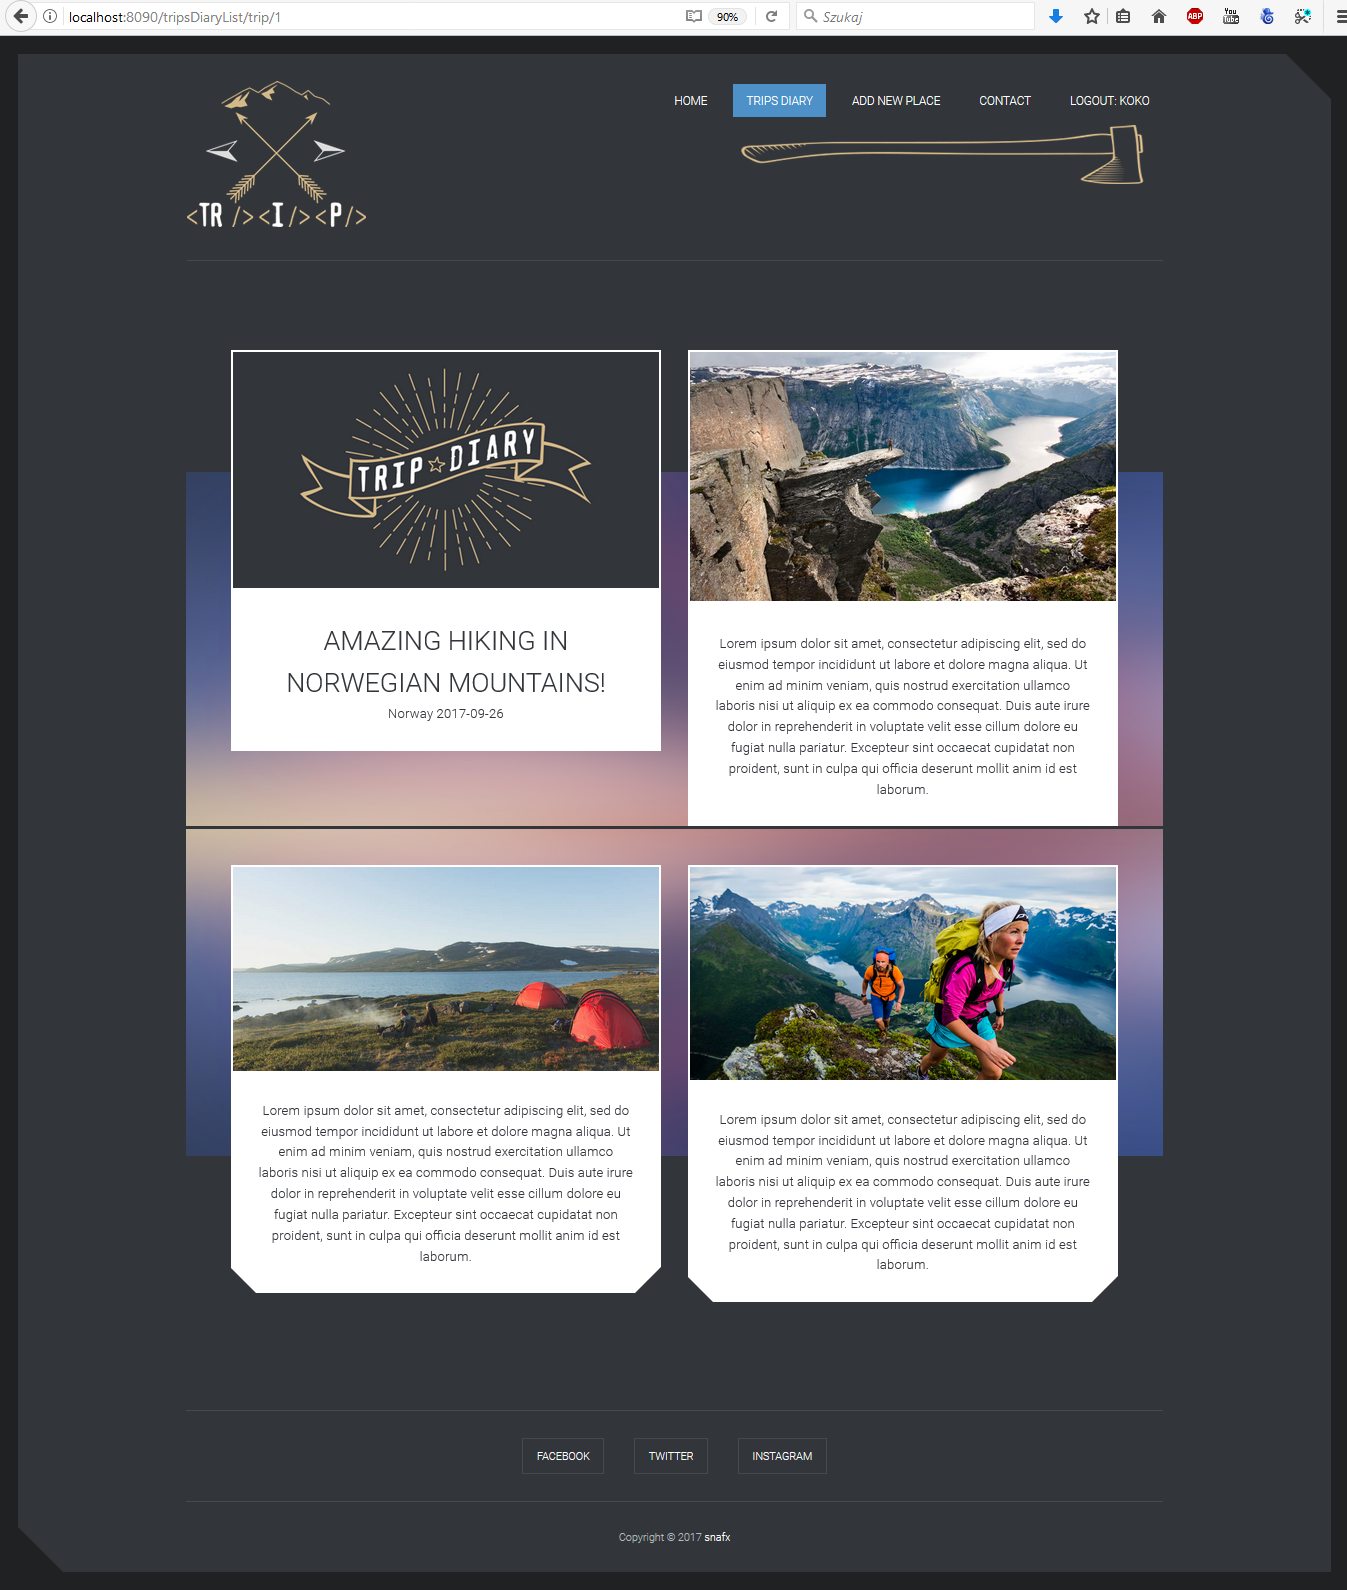 localhost:8090/tripsDiaryList/trip/1
90%
Szukaj
ABP
You
Tube
HOME
TRIPS DIARY
ADD NEW PLACE
CONTACT
LOGOUT: KOKO
<TR/><I/><P/>
TRIP DIARY
AMAZING HIKING IN
NORWEGIAN MOUNTAINS!
Norway 2017-09-26
Lorem ipsum dolor sit amet, consectetur adipiscing elit, sed do
eiusmod tempor incididunt ut labore et dolore magna aliqua. Ut
enim ad minim veniam, quis nostrud exercitation ullamco
laboris nisi ut aliquip ex ea commodo consequat. Duis aute irure
dolor in reprehenderit in voluptate velit esse cillum dolore eu
fugiat nulla pariatur. Excepteur sint occaecat cupidatat non
proident, sunt in culpa qui officia deserunt mollit anim id est
laborum.
Lorem ipsum dolor sit amet, consectetur adipiscing elit, sed do
eiusmod tempor incididunt ut labore et dolore magna aliqua. Ut
enim ad minim veniam, quis nostrud exercitation ullamco
laboris nisi ut aliquip ex ea commodo consequat. Duis aute irure
dolor in reprehenderit in voluptate velit esse cillum dolore eu
fugiat nulla pariatur. Excepteur sint occaecat cupidatat non
proident, sunt in culpa qui officia deserunt mollit anim id est
laborum.
Lorem ipsum dolor sit amet, consectetur adipiscing elit, sed do
eiusmod tempor incididunt ut labore et dolore magna aliqua. Ut
enim ad minim veniam, quis nostrud exercitation ullamco
laboris nisi ut aliquip ex ea commodo consequat. Duis aute irure
dolor in reprehenderit in voluptate velit esse cillum dolore eu
fugiat nulla pariatur. Excepteur sint occaecat cupidatat non
proident, sunt in culpa qui officia deserunt mollit anim id est
laborum.
FACEBOOK
TWITTER
INSTAGRAM
Copyright © 2017 snafx